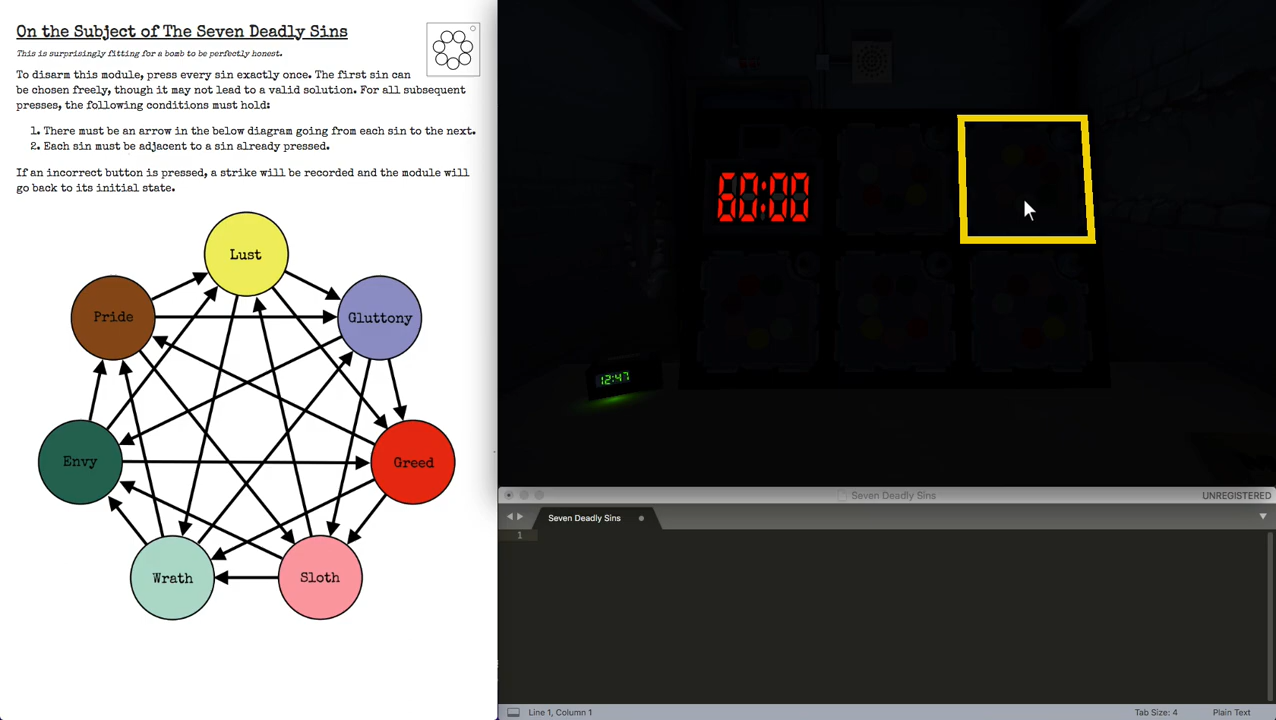 On the Subject of The Seven Deadly Sins
This is surprisingly fitting for a bomb to be perfectly honest.
To disarm this module, press every sin exactly once. The first sin can
be chosen freely, though it may not lead to a valid solution. For all subsequent
presses, the following conditions must hold:
1. There must be an arrow in the below diagram going from each sin to the next.
2. Each sin must be adjacent to a sin already pressed.
If an incorrect button is pressed, a strike will be recorded and the module will
go back to its initial state.
Lust
Pride
Gluttony
Envy
Greed
Wrath
Sloth
60:00
12:47
Seven Deadly Sins
UNREGISTERED
Seven Deadly Sins
1
Line 1, Column 1
Tab Size: 4
Plain Text